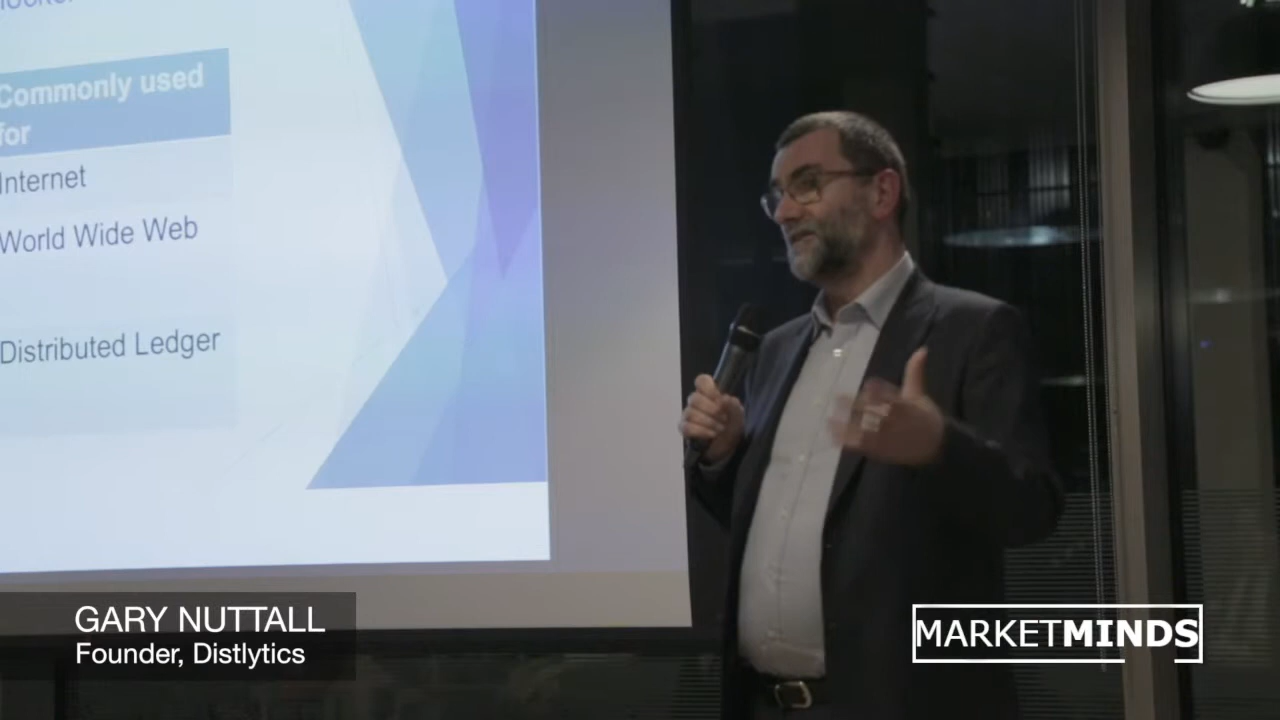 Commonly used
for
Internet
World Wide Web
Distributed Ledger
GARY NUTTALL
Founder, Distlytics
MARKETMINDS